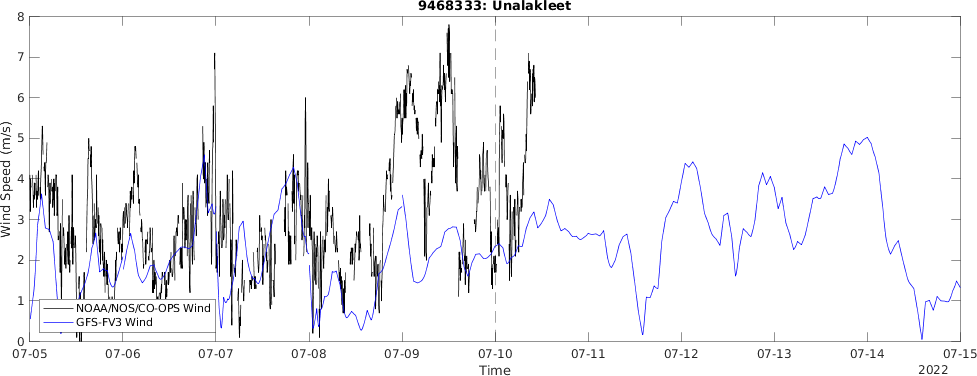 9468333: Unalakleet
Wind Speed (m/s)
8
7
6
5
4
3
2
1
0
NOAA/NOS/CO-OPS Wind
GFS-FV3 Wind
07-05 07-06 07-07 07-08 07-09 07-10 07-11 07-12 07-13 07-14 07-15
Time
2022